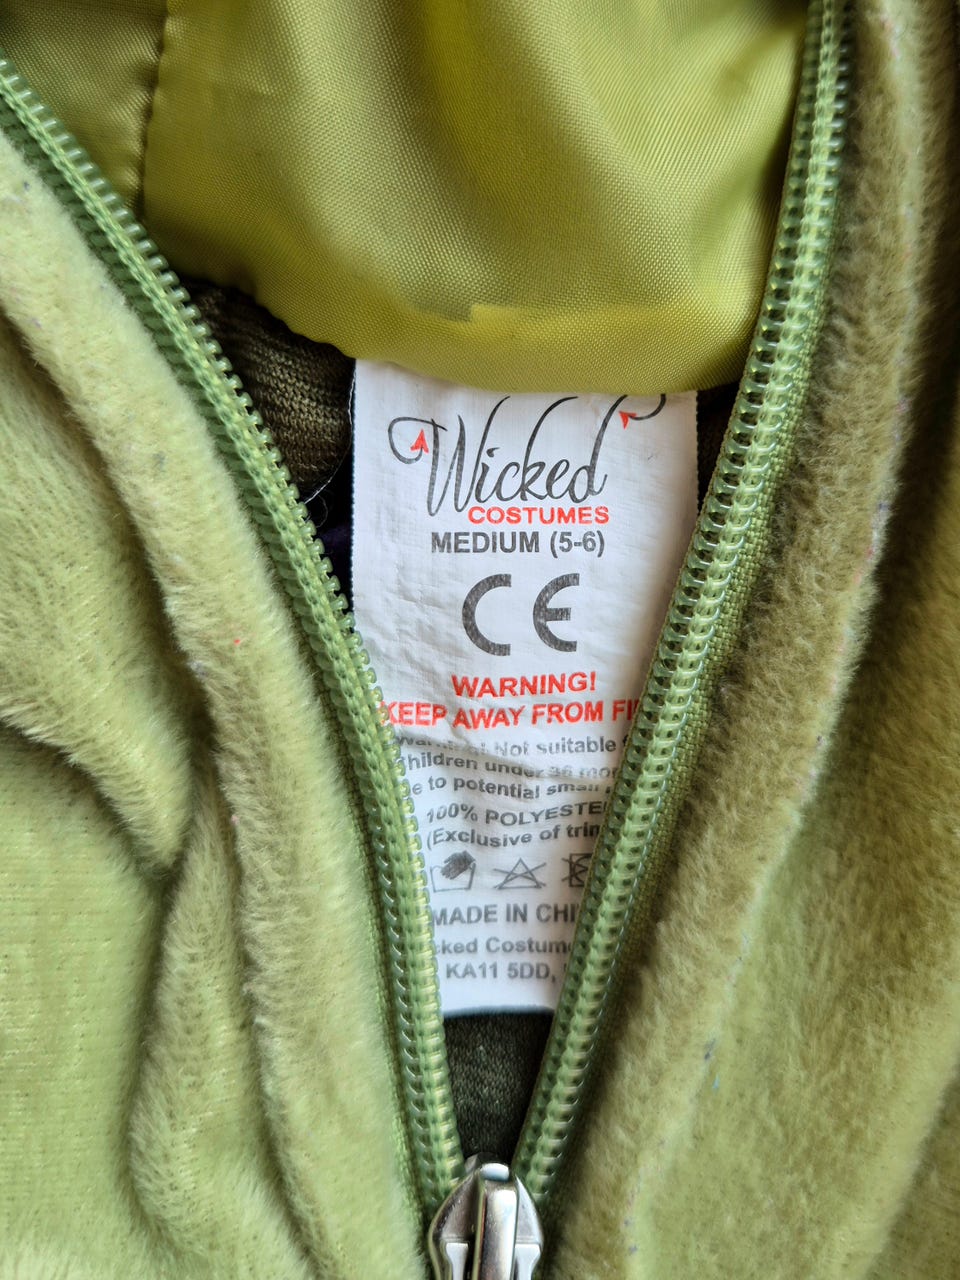 Wicked
COSTUMES
MEDIUM (5-6)
CE
WARNING!
KEEP AWAY FROM
Not suitable
children under 36
to potential
100%
(Exclusive of
MADE IN
KA11 5DD,